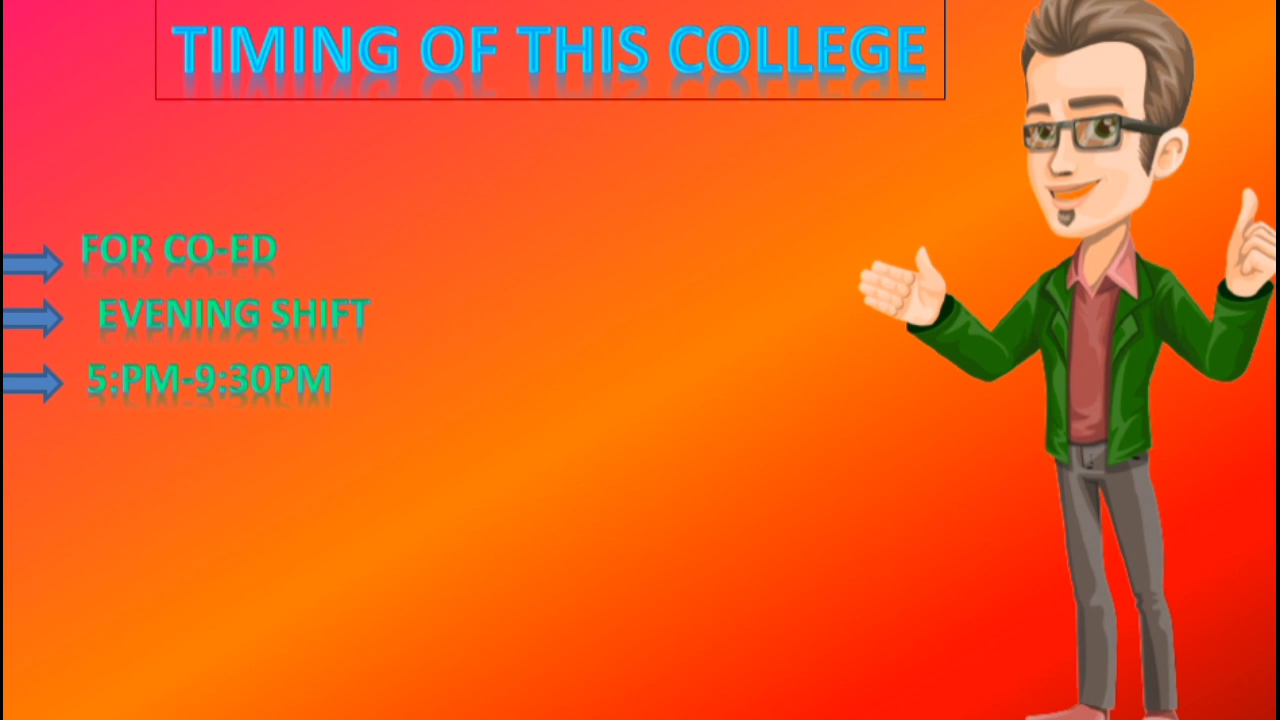 TIMING OF THIS COLLEGE
FOR CO-ED
EVENING SHIFT
5:PM-9:30PM